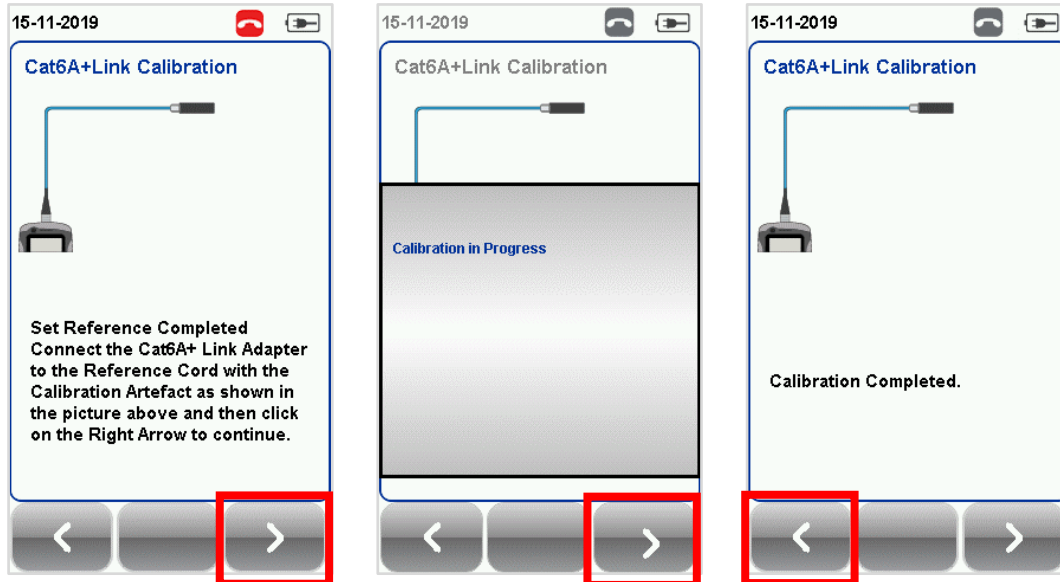 15-11-2019
Cat6A+Link Calibration
Set Reference Completed
Connect the Cat6A+ Link Adapter
to the Reference Cord with the
Calibration Artefact as shown in
the picture above and then click
on the Right Arrow to continue.
15-11-2019
Cat6A+Link Calibration
Calibration in Progress
15-11-2019
Cat6A+Link Calibration
Calibration Completed.